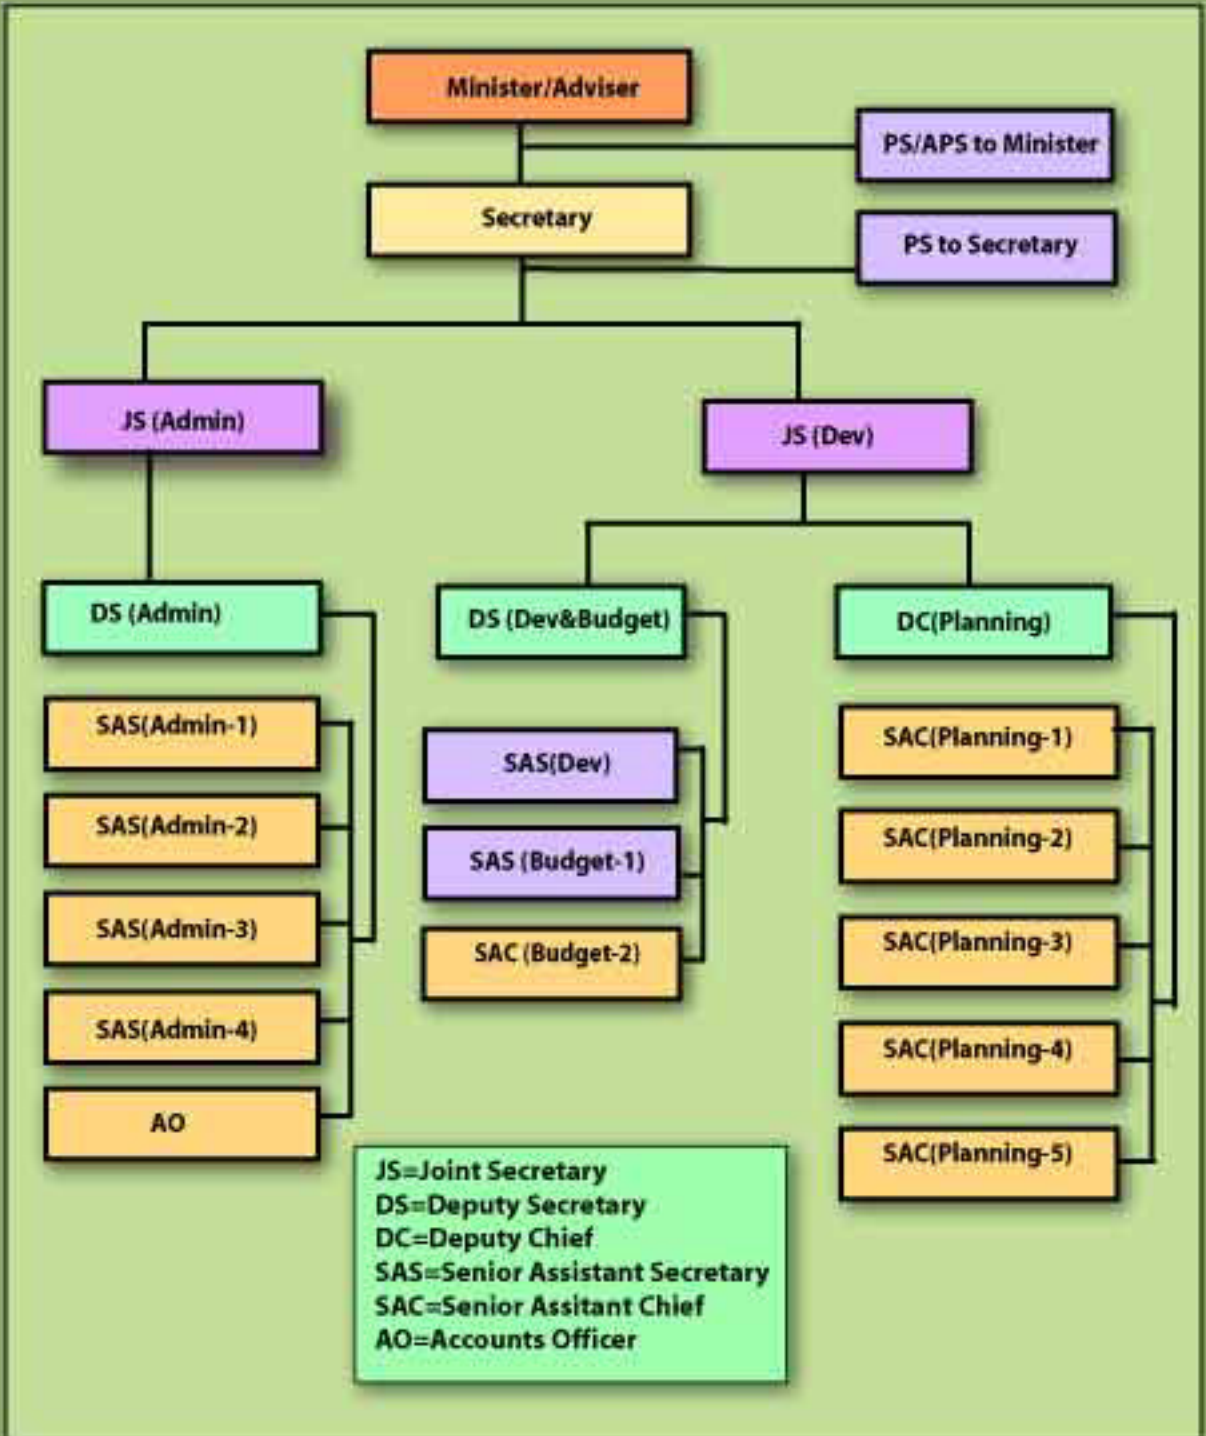 Minister/Adviser
PS/APS to Minister
Secretary
PS to Secretary
JS (Admin)
JS (Dev)
DS (Admin)
DS (Dev&Budget)
DC(Planning)
SAS(Admin-1)
SAS(Admin-2)
SAS(Admin-3)
SAS(Admin-4)
AO
SAS(Dev)
SAS (Budget-1)
SAC (Budget-2)
SAC(Planning-1)
SAC(Planning-2)
SAC(Planning-3)
SAC(Planning-4)
SAC(Planning-5)
JS=Joint Secretary
DS=Deputy Secretary
DC=Deputy Chief
SAS=Senior Assistant Secretary
SAC=Senior Assitant Chief
AO=Accounts Officer